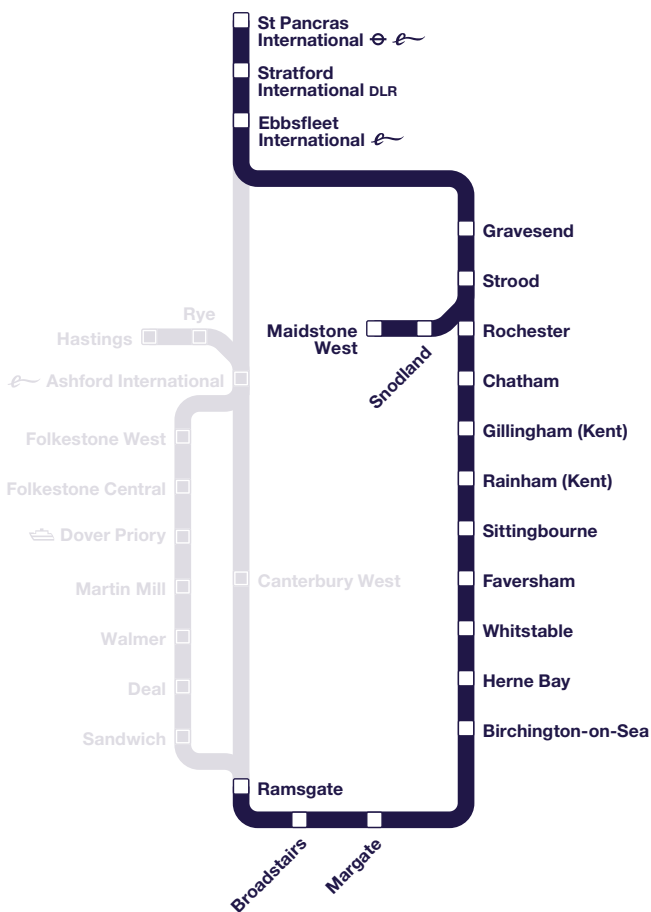 St Pancras
International
Stratford
International DLR
Ebbsfleet
International
Gravesend
Strood
Rye
Hastings
Maidstone
West
Snodland
Rochester
Ashford International
Chatham
Folkestone West
Gillingham (Kent)
Folkestone Central
Rainham (Kent)
Dover Priory
Sittingbourne
Martin Mill
Canterbury West
Faversham
Walmer
Whitstable
Deal
Herne Bay
Sandwich
Birchington-on-Sea
Ramsgate
Broadstairs
Margate